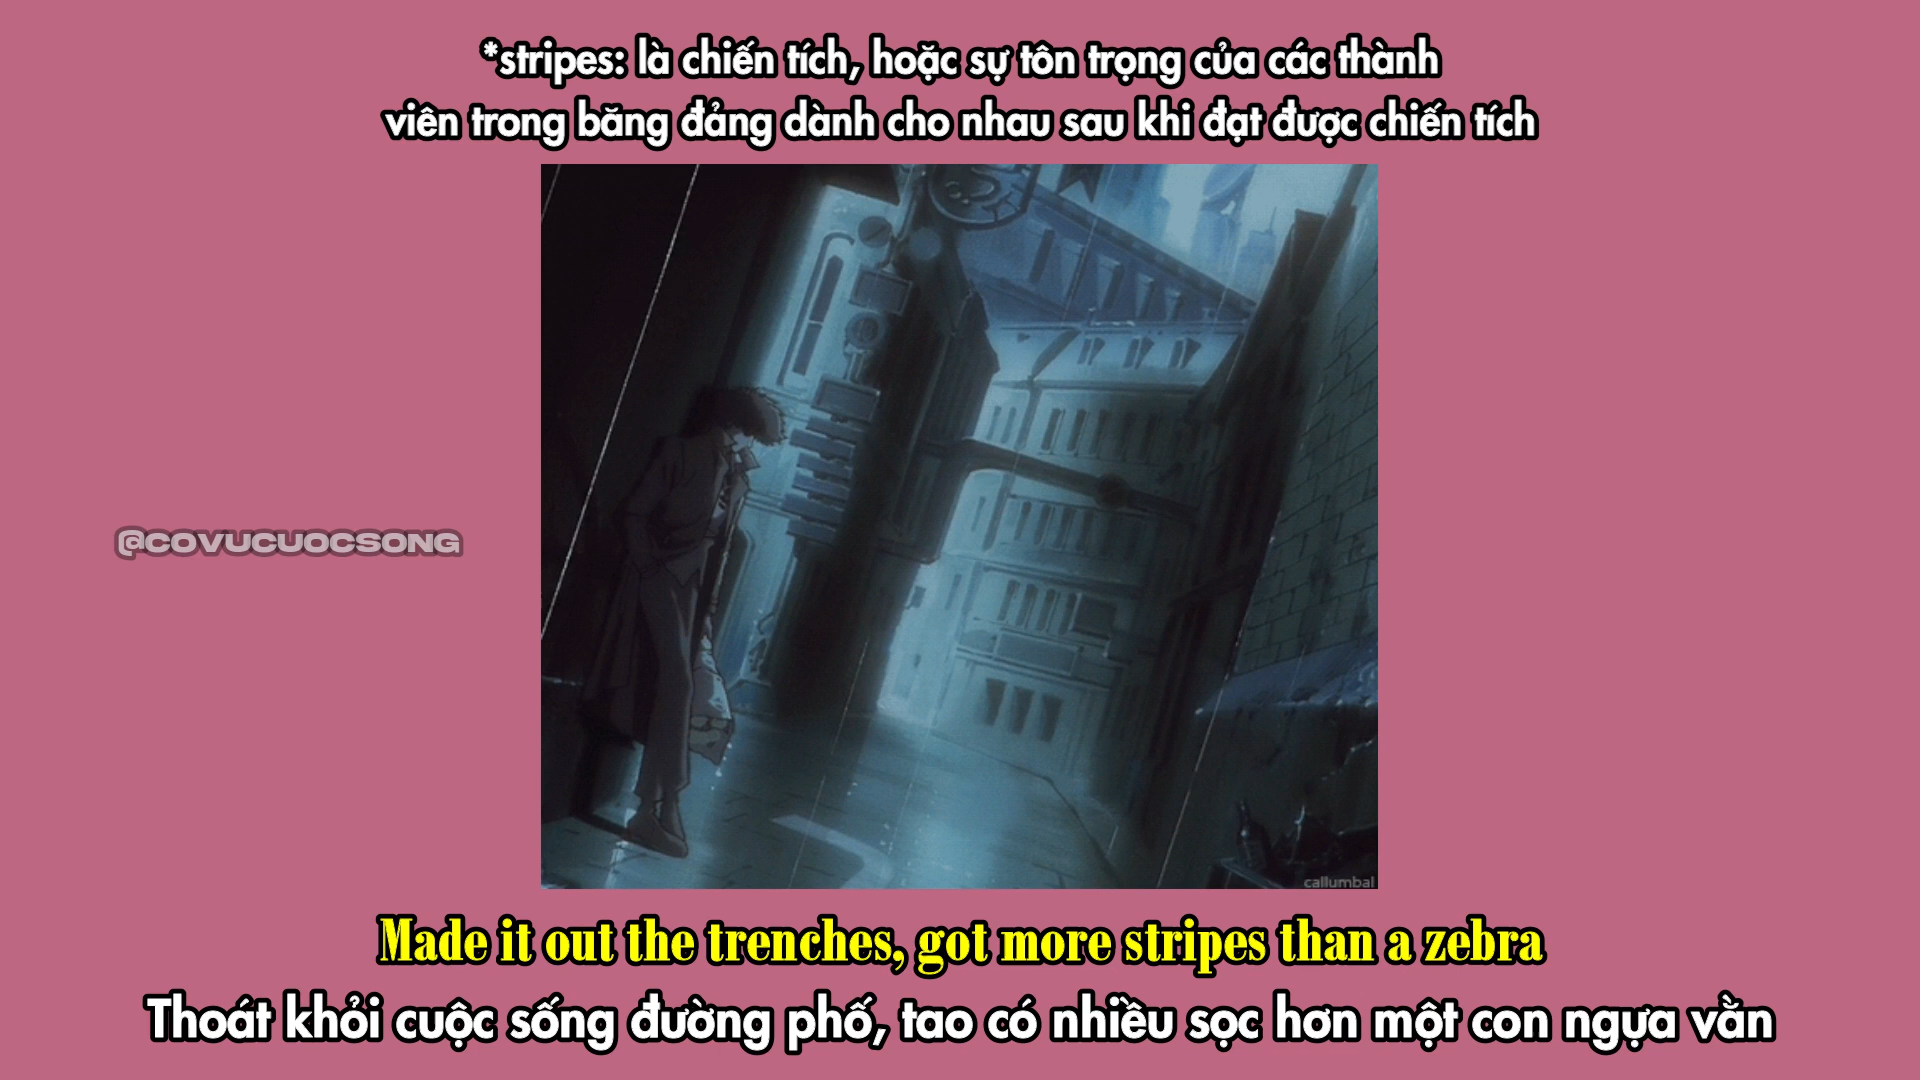 *stripes: là chiến tích, hoặc sự tôn trọng của các thành
viên trong băng đảng dành cho nhau sau khi đạt được chiến tích
@COVUCUOCSONG
callumbal
Made it out the trenches, got more stripes than a zebra
Thoát khỏi cuộc sống đường phố, tao có nhiều sọc hơn một con ngựa vằn